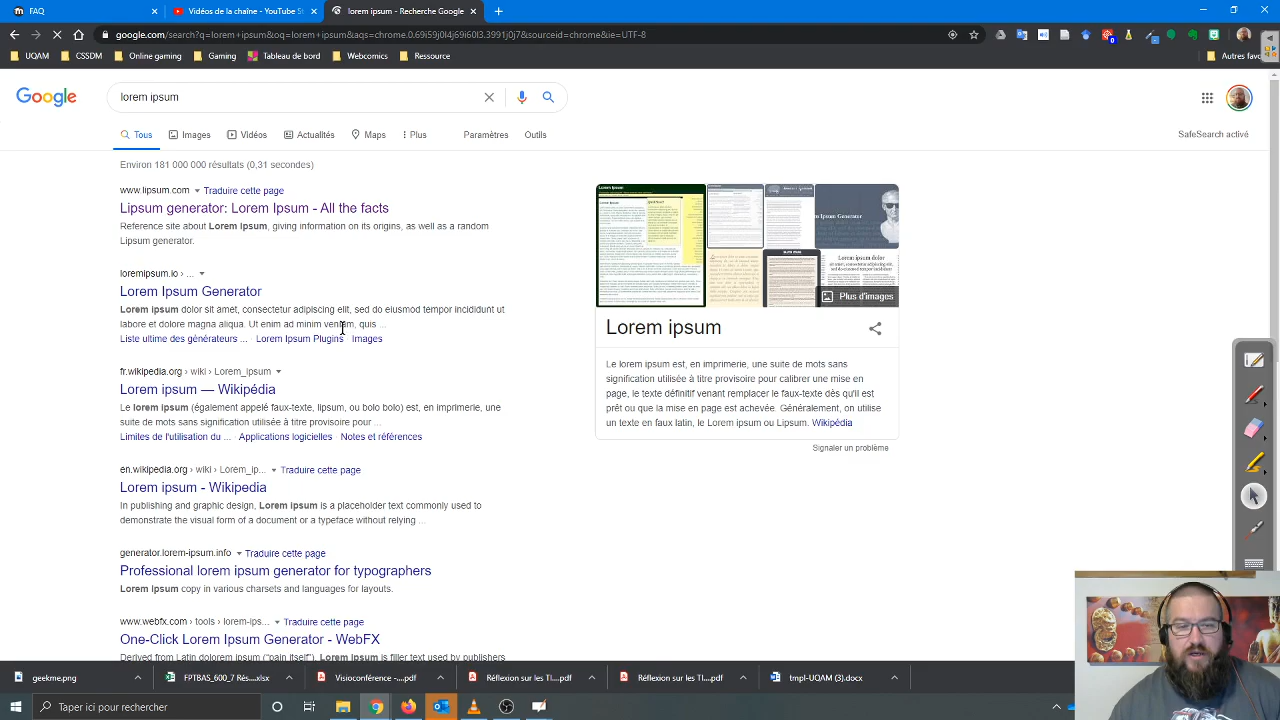 FAQ
Vidéos de la chaîne - YouTube St
lorem ipsum - Recherche Google
google.com/search?q=lorem+ipsum&oq=lorem+ipsum&aqs=chrome.0.69i59j0l4j69i60l3.3991j0j7&sourceid=chrome&ie=UTF-8
UQAM
CSSDM
Online gaming
Gaming
Tableau de bord
Webcomics
Ressource
Autres favo
Google
lorem ipsum
Tous
Images
Vidéos
Actualités
Maps
Plus
Paramètres
Outils
SafeSearch activé
Environ 181 000 000 résultats (0,31 secondes)
www.lipsum.com Traduire cette page
Lipsum generator: Lorem Ipsum - All the facts
Lipsum generator.
Lorem Ipsum Generator
Lorem ipsum dolor sit amet, consectetur adipiscing elit, sed do eiusmod tempor incididunt ut
labore et dolore magna aliqua. Ut enim ad minim veniam, quis ...
Liste ultime des générateurs ... Lorem Ipsum Plugins Images
fr.wikipedia.org › wiki › Lorem_ipsum
Lorem ipsum — Wikipédia
Le lorem ipsum (également appelé faux-texte, lipsum, ou bolo bolo) est, en imprimerie, une
suite de mots sans signification utilisée à titre provisoire pour ...
Limites de l'utilisation du ... Applications logicielles Notes et références
en.wikipedia.org › wiki › Lorem_ip... Traduire cette page
Lorem ipsum - Wikipedia
In publishing and graphic design, Lorem ipsum is a placeholder text commonly used to
demonstrate the visual form of a document or a typeface without relying ...
generator.lorem-ipsum.info Traduire cette page
Professional lorem ipsum generator for typographers
Lorem Ipsum copy in various charsets and languages for layouts.
www.webfx.com › tools › lorem-ips... Traduire cette page
One-Click Lorem Ipsum Generator - WebFX
Derived from Latin dolorem ipsum ("pain itself"), Lorem ipsum is filler text used by publishers
Plus d'images
Lorem ipsum
Le lorem ipsum est, en imprimerie, une suite de mots sans
signification utilisée à titre provisoire pour calibrer une mise en
page, le texte définitif venant remplacer le faux-texte dès qu'il est
prêt ou que la mise en page est achevée. Généralement, on utilise
un texte en faux latin, le Lorem ipsum ou Lipsum. Wikipédia
Signaler un problème
geekme.png
FPTBAS_600_7 Rés....xlsx
Visioconférence -....pdf
Réflexion sur les TI....pdf
Réflexion sur les TI....pdf
tmpl-UQAM (3).docx
Taper ici pour rechercher